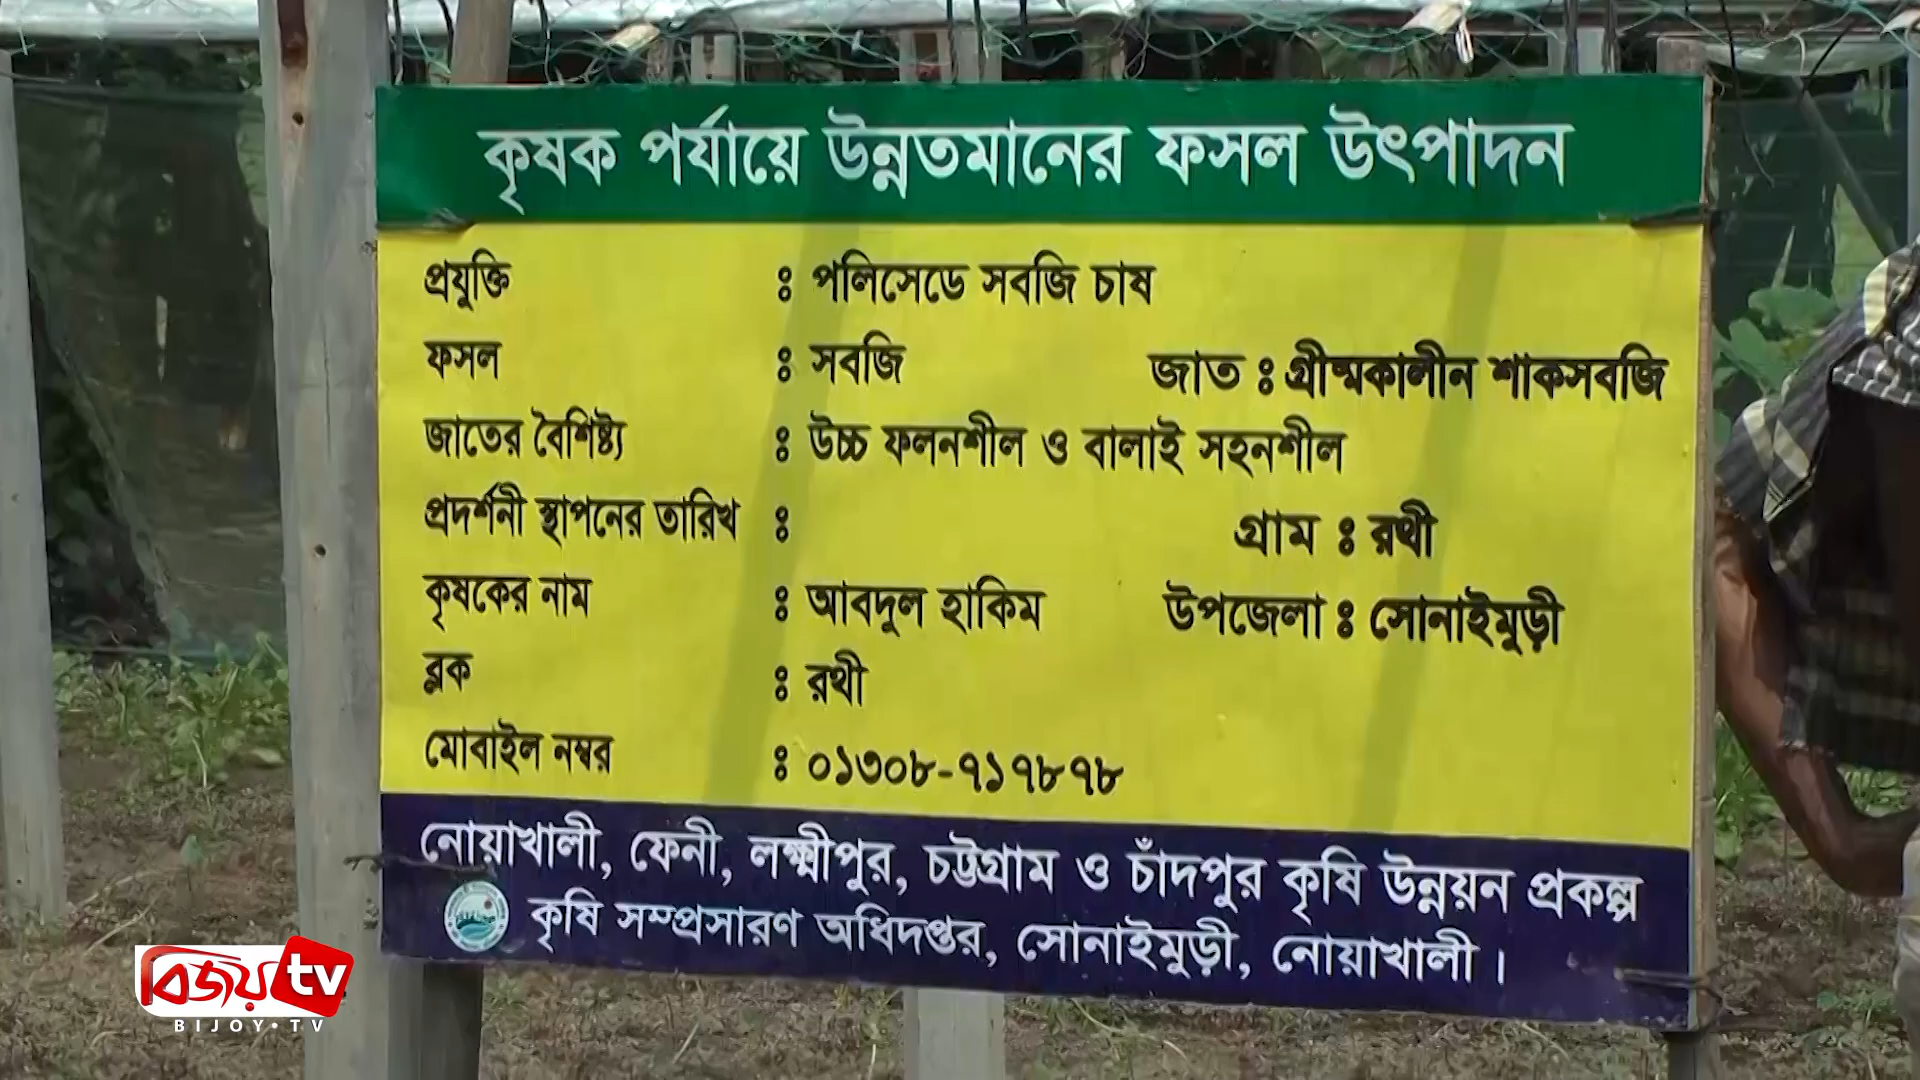 কৃষক পর্যায়ে উন্নতমানের ফসল উৎপাদন
প্রযুক্তি : পলিসেডে সবজি চাষ
ফসল : সবজি জাত : গ্রীষ্মকালীন শাকসবজি
জাতের বৈশিষ্ট্য : উচ্চ ফলনশীল ও বালাই সহনশীল
প্রদর্শনী স্থাপনের তারিখ : গ্রাম : রথী
কৃষকের নাম : আবদুল হাকিম উপজেলা : সোনাইমুড়ী
ব্লক : রথী
মোবাইল নম্বর : ০১৩০৮-৭১৭৮৭৮
নোয়াখালী, ফেনী, লক্ষ্মীপুর, চট্টগ্রাম ও চাঁদপুর কৃষি উন্নয়ন প্রকল্প
কৃষি সম্প্রসারণ অধিদপ্তর, সোনাইমুড়ী, নোয়াখালী।
বিজয় tv
BIJOY•TV